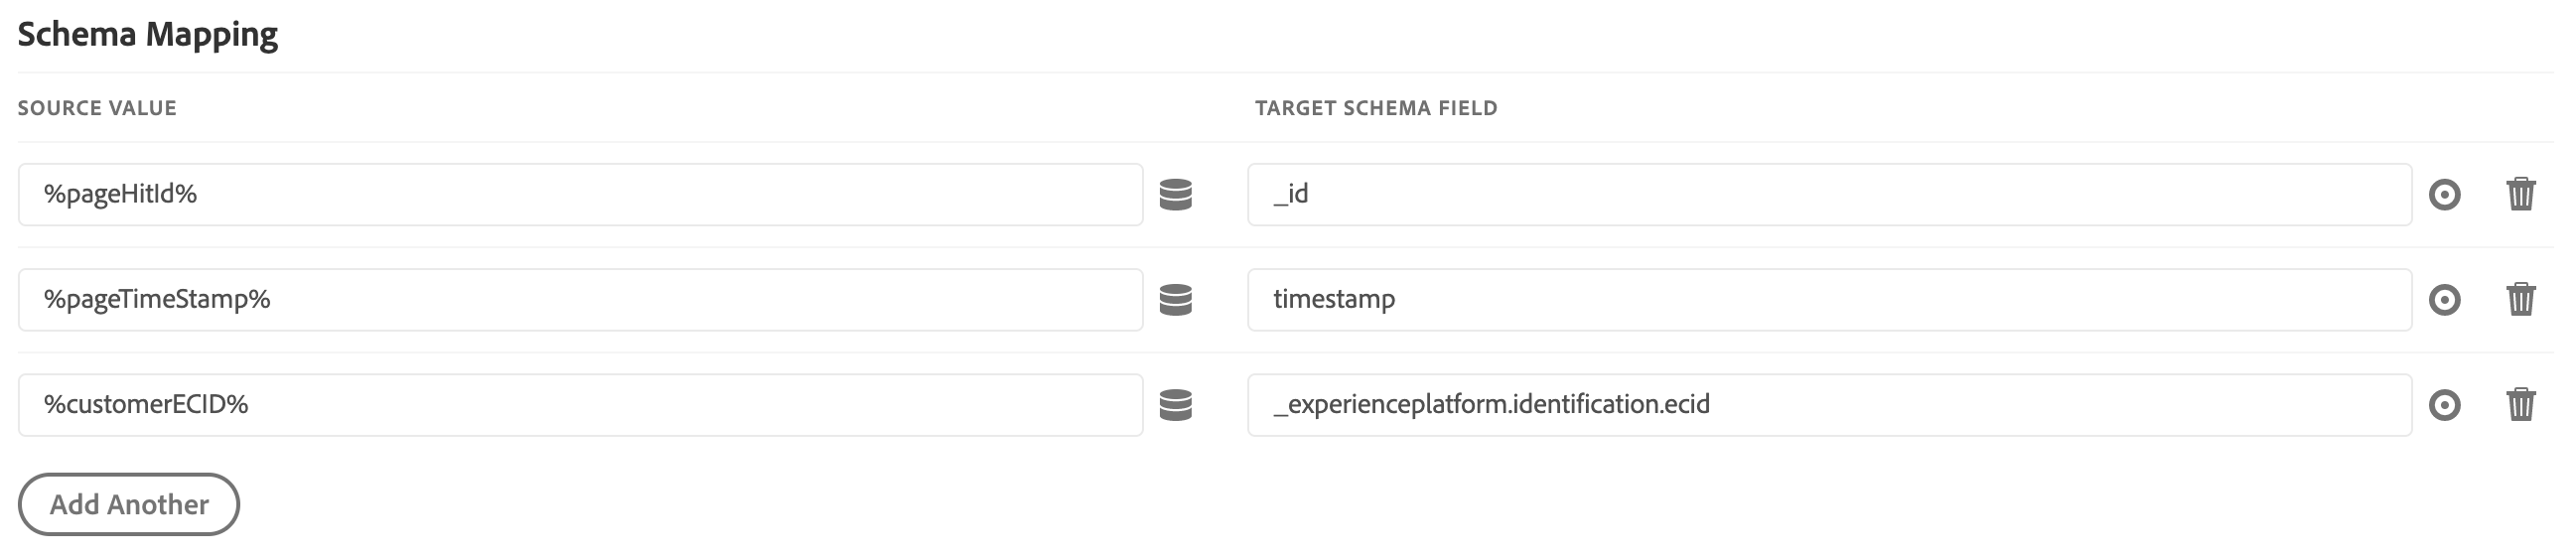 Schema Mapping
SOURCE VALUE TARGET SCHEMA FIELD
%pageHitId% _id
%pageTimeStamp% timestamp
%customerECID% _experienceplatform.identification.ecid
Add Another